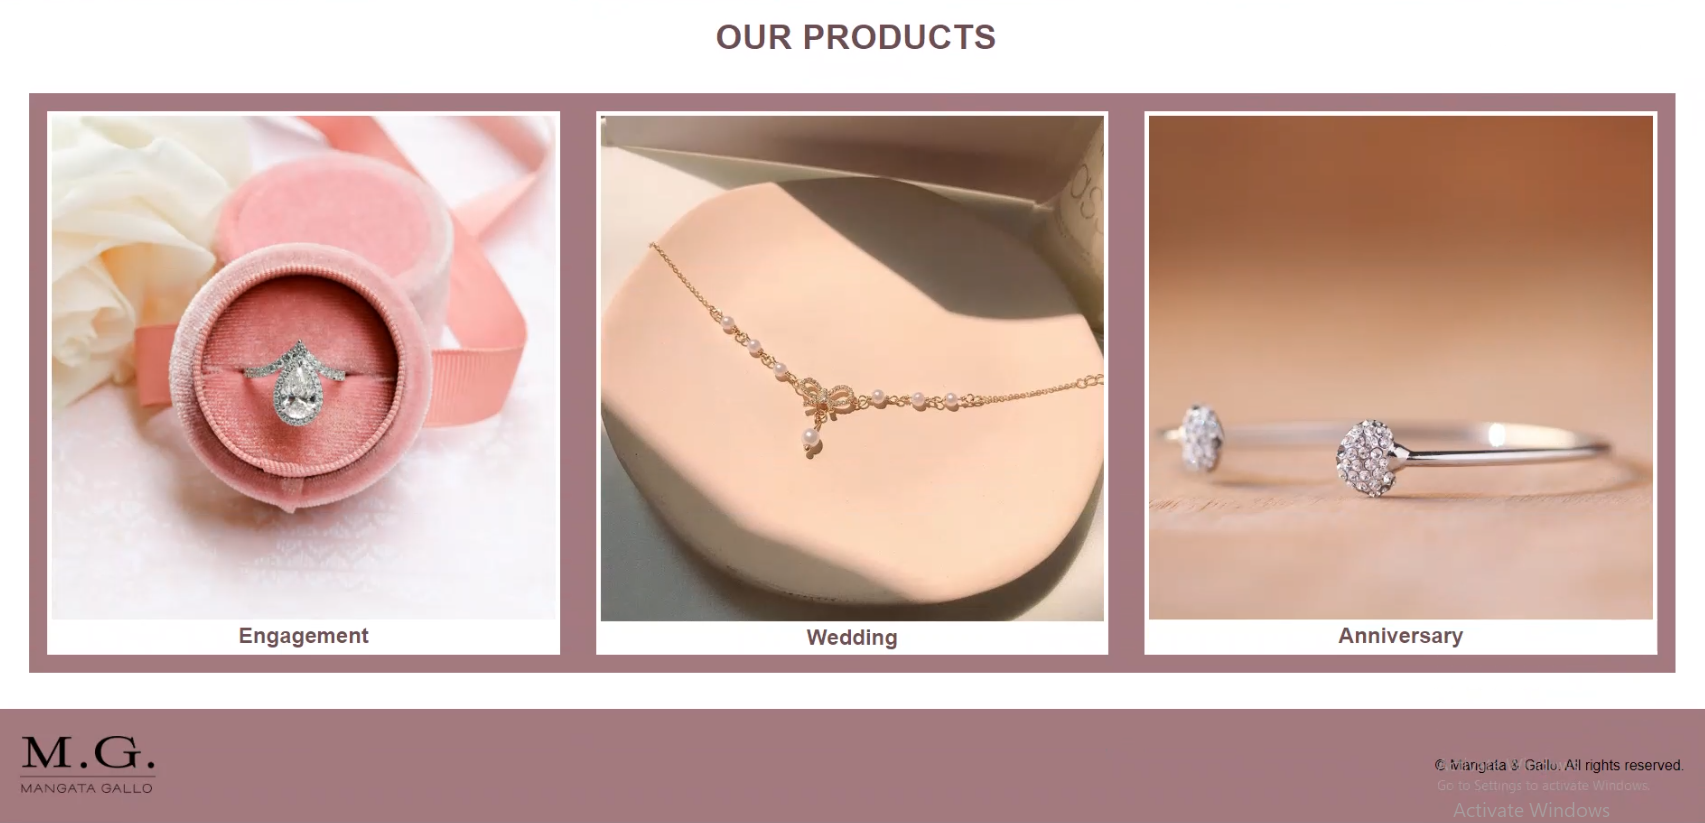 OUR PRODUCTS
Engagement
Wedding
Anniversary
M.G.
MANGATA GALLO
© Mangata & Gallo. All rights reserved.
Go to Settings to activate Windows.
Activate Windows